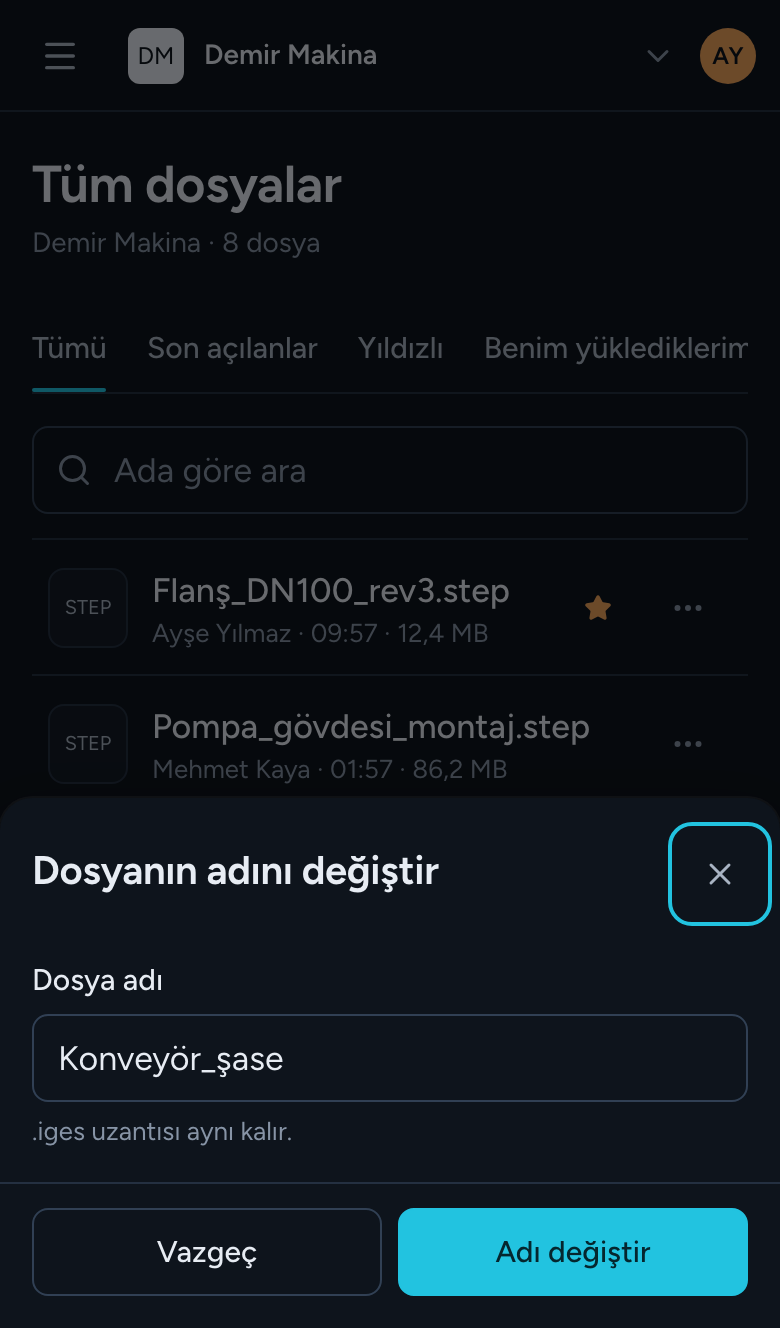 DM Demir Makina AY
Tüm dosyalar
Demir Makina · 8 dosya
Tümü Son açılanlar Yıldızlı Benim yüklediklerim
Ada göre ara
STEP Flanş_DN100_rev3.step
Ayşe Yılmaz · 09:57 · 12,4 MB
STEP Pompa_gövdesi_montaj.step
Mehmet Kaya · 01:57 · 86,2 MB
Dosyanın adını değiştir
Dosya adı
Konveyör_şase
.iges uzantısı aynı kalır.
Vazgeç Adı değiştir